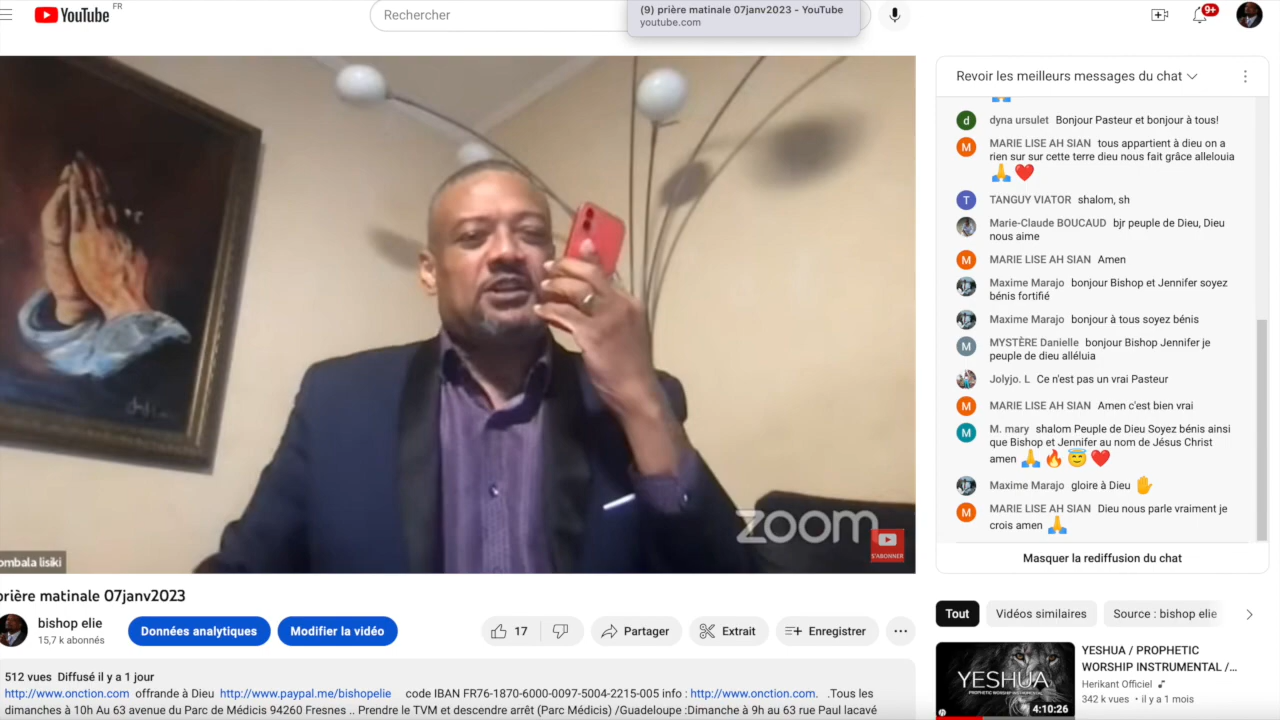 YouTube FR
Rechercher
(9) prière matinale 07janv2023 - YouTube
youtube.com
9+
Revoir les meilleurs messages du chat
dyna ursulet Bonjour Pasteur et bonjour à tous!
MARIE LISE AH SIAN tous appartient à dieu on a
rien sur sur cette terre dieu nous fait grâce allelouia
🙏❤️
TANGUY VIATOR shalom, sh
Marie-Claude BOUCAUD bjr peuple de Dieu, Dieu
nous aime
MARIE LISE AH SIAN Amen
Maxime Marajo bonjour Bishop et Jennifer soyez
bénis fortifié
Maxime Marajo bonjour à tous soyez bénis
MYSTÈRE Danielle bonjour Bishop Jennifer je
peuple de dieu alléluia
Jolyjo. L Ce n'est pas un vrai Pasteur
MARIE LISE AH SIAN Amen c'est bien vrai
M. mary shalom Peuple de Dieu Soyez bénis ainsi
que Bishop et Jennifer au nom de Jésus Christ
amen 🙏🔥😇❤️
Maxime Marajo gloire à Dieu ✋
MARIE LISE AH SIAN Dieu nous parle vraiment je
crois amen 🙏
Masquer la rediffusion du chat
zoom
S'ABONNER
ombala lisiki
prière matinale 07janv2023
bishop elie
15,7 k abonnés
Données analytiques
Modifier la vidéo
17
Partager
Extrait
Enregistrer
512 vues Diffusé il y a 1 jour
http://www.onction.com offrande à Dieu http://www.paypal.me/bishopelie code IBAN FR76-1870-6000-0097-5004-2215-005 info : http://www.onction.com. .Tous les
dimanches à 10h Au 63 avenue du Parc de Médicis 94260 Fresnes. Prendre le TVM et descendre arrêt (Parc Médicis) /Guadeloupe :Dimanche à 9h au 63 rue Paul lacavé
Tout
Vidéos similaires
Source : bishop elie
YESHUA
PROPHETIC WORSHIP INSTRUMENTAL
4:10:26
YESHUA / PROPHETIC
WORSHIP INSTRUMENTAL /...
Herikant Officiel
342 k vues • il y a 1 mois